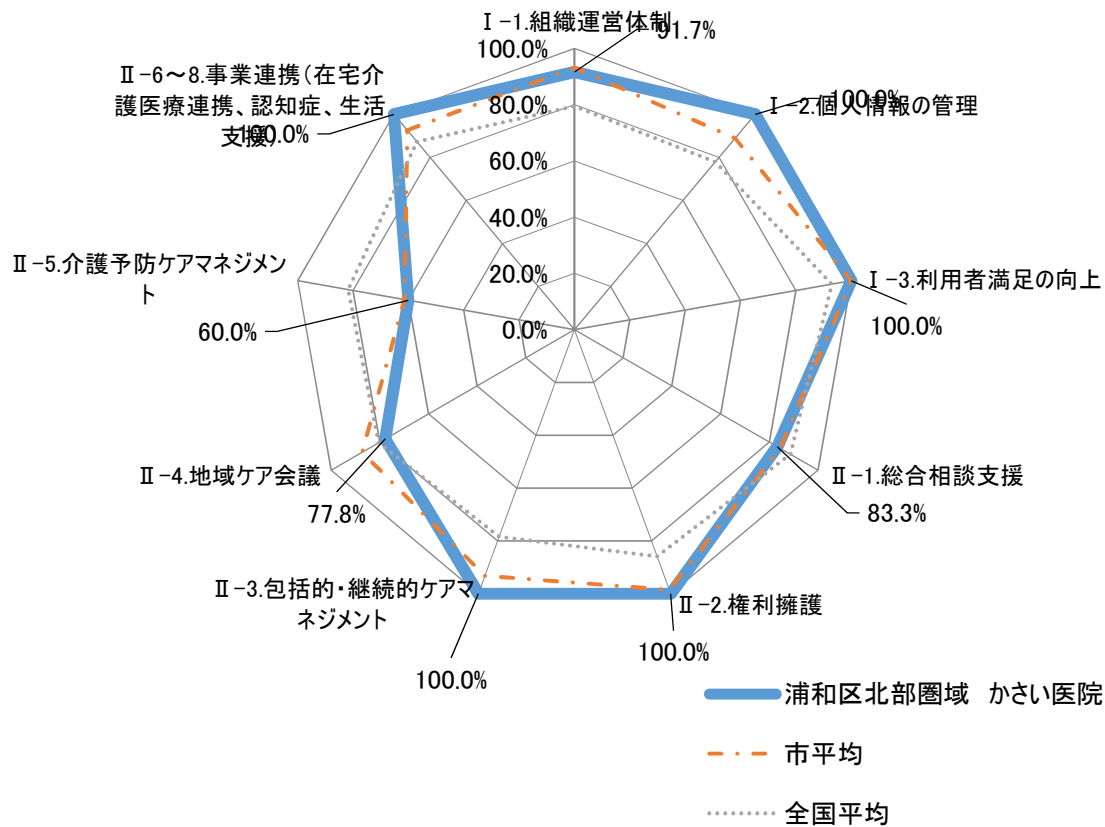 Ⅰ-1.組織運営体制
91.7%
100.0%
Ⅱ-6～8.事業連携（在宅介
護医療連携、認知症、生活
支援）
100.0%
100.0%
Ⅰ-2.個人情報の管理
80.0%
60.0%
40.0%
20.0%
0.0%
Ⅰ-3.利用者満足の向上
100.0%
Ⅱ-5.介護予防ケアマネジメン
ト
60.0%
Ⅱ-1.総合相談支援
83.3%
Ⅱ-4.地域ケア会議
77.8%
Ⅱ-3.包括的・継続的ケアマ
ネジメント
100.0%
Ⅱ-2.権利擁護
100.0%
浦和区北部圏域　かさい医院
市平均
全国平均